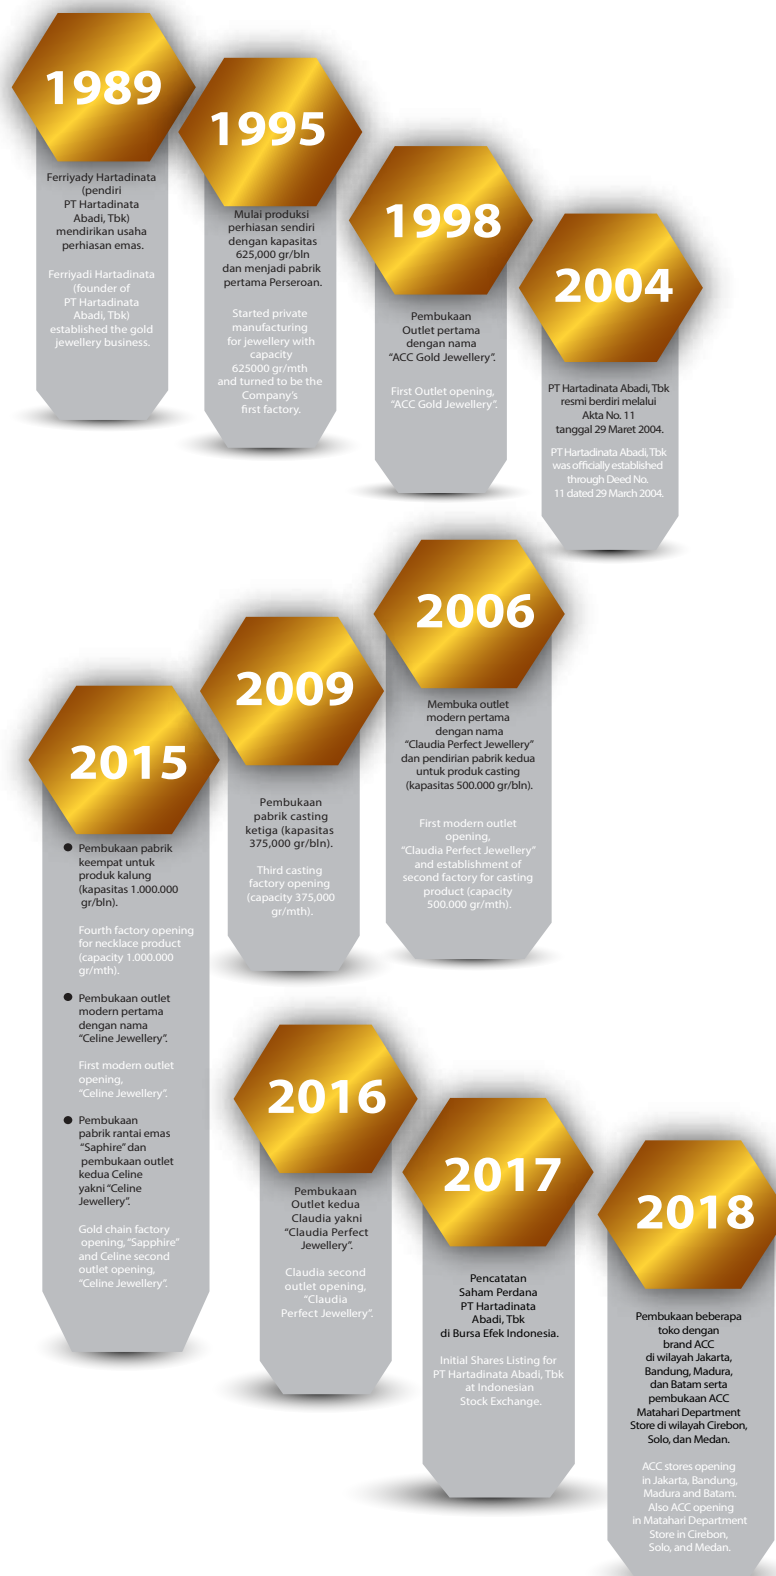 1989
Ferriyady Hartadinata
(pendiri
PT Hartadinata
Abadi, Tbk)
mendirikan usaha
perhiasan emas.
Ferriyadi Hartadinata
(founder of
PT Hartadinata
Abadi, Tbk)
established the gold
jewellery business.
1995
Mulai produksi
perhiasan sendiri
dengan kapasitas
625,000 gr/bln
dan menjadi pabrik
pertama Perseroan.
Started private
manufacturing
for jewellery with
capacity
625000 gr/mth
and turned to be the
Company's
first factory.
1998
Pembukaan
Outlet pertama
dengan nama
“ACC Gold Jewellery”.
First Outlet opening,
“ACC Gold Jewellery”.
2004
PT Hartadinata Abadi, Tbk
resmi berdiri melalui
Akta No. 11
tanggal 29 Maret 2004.
PT Hartadinata Abadi, Tbk
was officially established
through Deed No.
11 dated 29 March 2004.
2006
Membuka outlet
modern pertama
dengan nama
“Claudia Perfect Jewellery”
dan pendirian pabrik kedua
untuk produk casting
(kapasitas 500.000 gr/bln).
First modern outlet
opening,
“Claudia Perfect Jewellery”
and establishment of
second factory for casting
product (capacity
500.000 gr/mth).
2009
Pembukaan
pabrik casting
ketiga (kapasitas
375,000 gr/bln).
Third casting
factory opening
(capacity 375,000
gr/mth).
2015
● Pembukaan pabrik
keempat untuk
produk kalung
(kapasitas 1.000.000
gr/bln).
Fourth factory opening
for necklace product
(capacity 1.000.000
gr/mth).
● Pembukaan outlet
modern pertama
dengan nama
“Celine Jewellery”.
First modern outlet
opening,
“Celine Jewellery”.
● Pembukaan
pabrik rantai emas
“Saphire” dan
pembukaan outlet
kedua Celine
yakni “Celine
Jewellery”.
Gold chain factory
opening, “Sapphire”
and Celine second
outlet opening,
“Celine Jewellery”.
2016
Pembukaan
Outlet kedua
Claudia yakni
“Claudia Perfect
Jewellery”.
Claudia second
outlet opening,
“Claudia
Perfect Jewellery”.
2017
Pencatatan
Saham Perdana
PT Hartadinata
Abadi, Tbk
di Bursa Efek Indonesia.
Initial Shares Listing for
PT Hartadinata Abadi, Tbk
at Indonesian
Stock Exchange.
2018
Pembukaan beberapa
toko dengan
brand ACC
di wilayah Jakarta,
Bandung, Madura,
dan Batam serta
pembukaan ACC
Matahari Department
Store di wilayah Cirebon,
Solo, dan Medan.
ACC stores opening
in Jakarta, Bandung,
Madura and Batam.
Also ACC opening
in Matahari Department
Store in Cirebon,
Solo, and Medan.